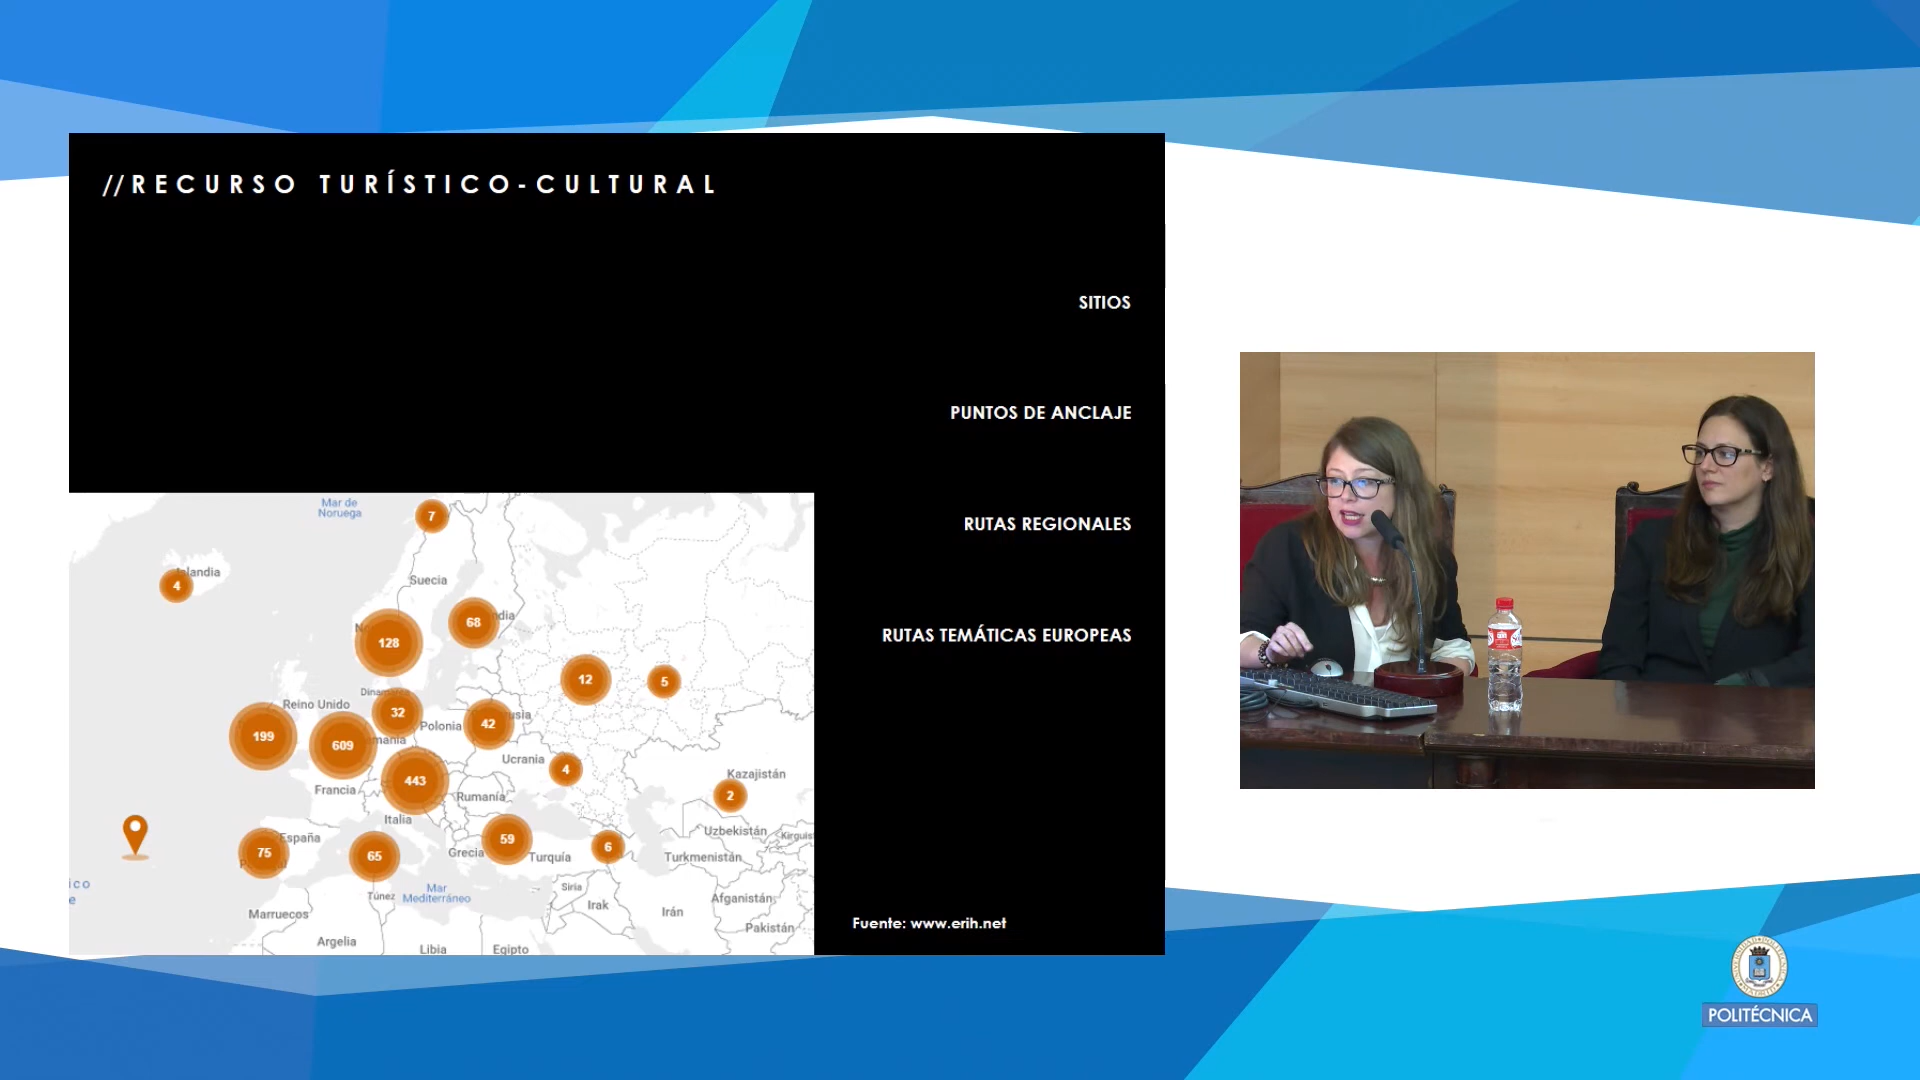 //RECURSO TURÍSTICO-CULTURAL
SITIOS
PUNTOS DE ANCLAJE
RUTAS REGIONALES
RUTAS TEMÁTICAS EUROPEAS
Mar de
Noruega
7
4
Suecia
68
128
12
5
Reino Unido
32
Polonia
42
199
609
443
Ucrania
4
Francia
Rumanía
Kazajistán
2
Italia
España
75
65
Grecia
59
Turquía
6
Uzbekistán
Turkmenistán
Mar
Mediterráneo
Túnez
Siria
Irak
Irán
Afganistán
Pakistán
Marruecos
Argelia
Libia
Egipto
Fuente: www.erih.net
POLITÉCNICA